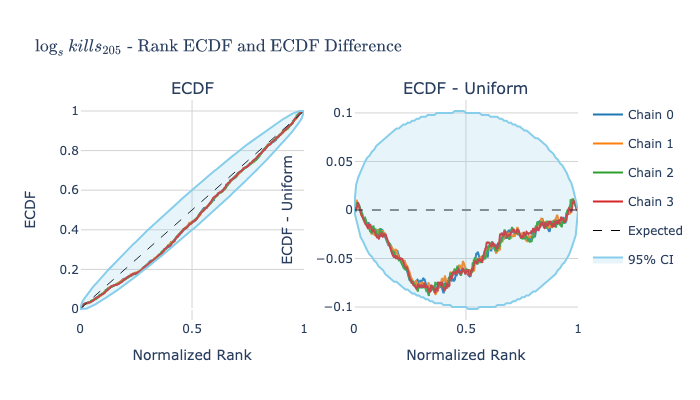 log_s kills_205 - Rank ECDF and ECDF Difference
ECDF
ECDF - Uniform
ECDF
1
0.8
0.6
0.4
0.2
0
0
0.5
1
Normalized Rank
ECDF - Uniform
0.1
0.05
0
−0.05
−0.1
0
0.5
1
Normalized Rank
Chain 0
Chain 1
Chain 2
Chain 3
Expected
95% CI